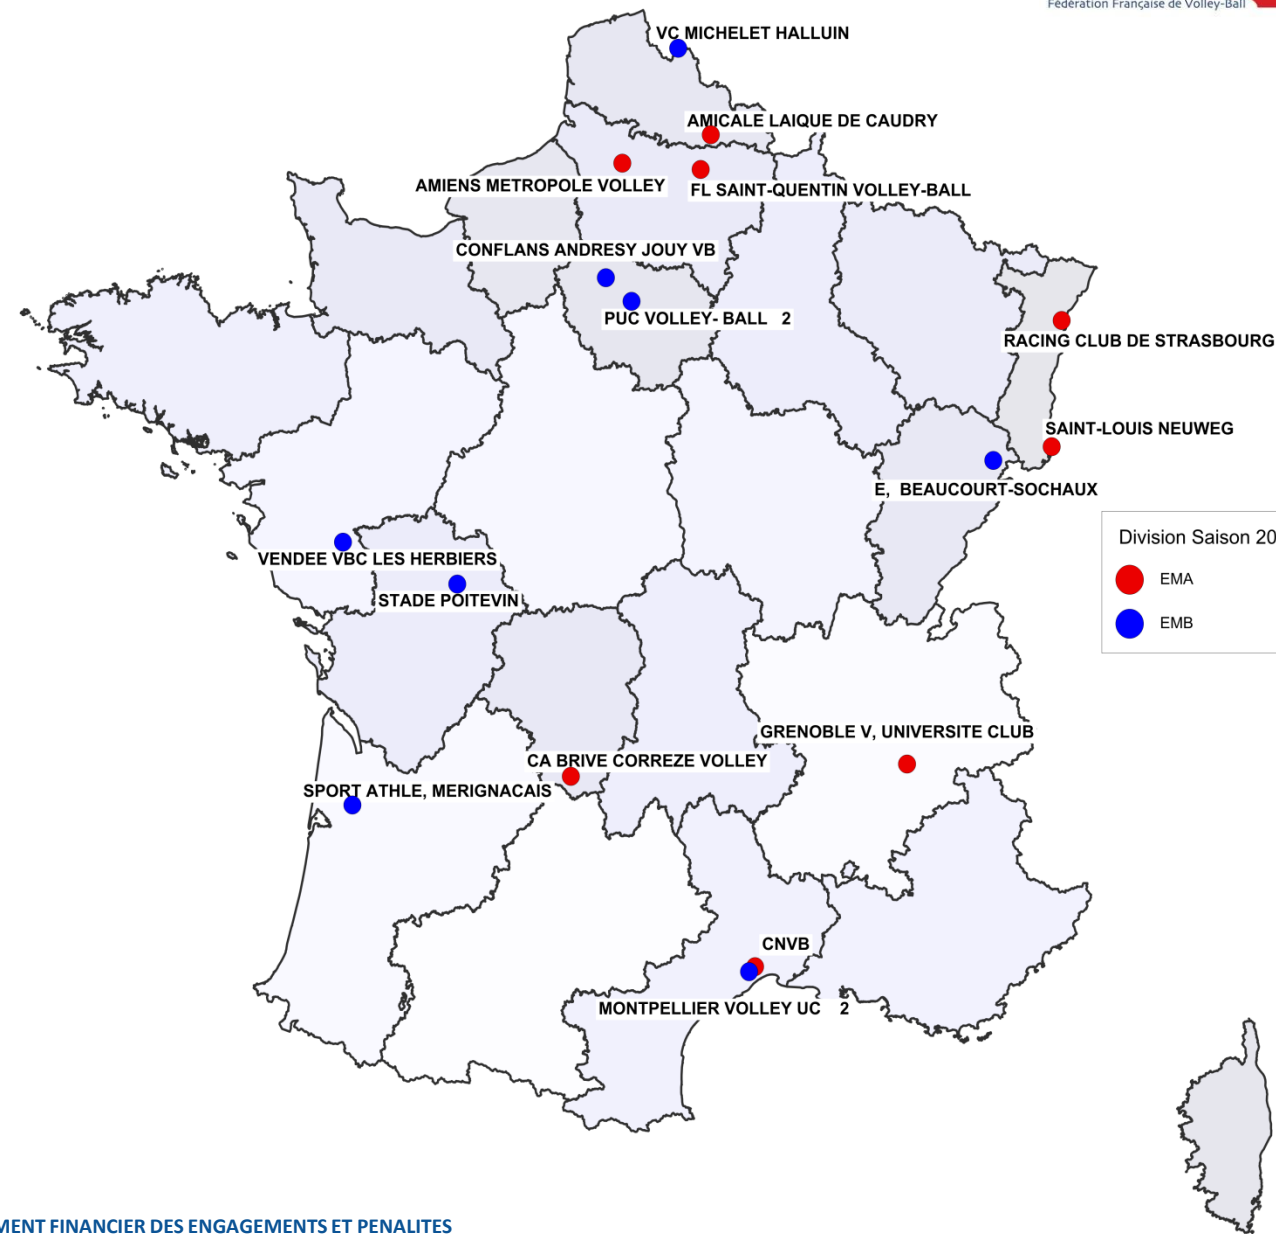 Fédération Française de Volley-Ball
VC MICHELET HALLUIN
AMICALE LAIQUE DE CAUDRY
AMIENS METROPOLE VOLLEY
FL SAINT-QUENTIN VOLLEY-BALL
CONFLANS ANDRESY JOUY VB
PUC VOLLEY- BALL 2
RACING CLUB DE STRASBOURG
SAINT-LOUIS NEUWEG
E, BEAUCOURT-SOCHAUX
Division Saison 20
EMA
EMB
VENDEE VBC LES HERBIERS
STADE POITEVIN
GRENOBLE V, UNIVERSITE CLUB
CA BRIVE CORREZE VOLLEY
SPORT ATHLE, MERIGNACAIS
CNVB
MONTPELLIER VOLLEY UC 2
MENT FINANCIER DES ENGAGEMENTS ET PENALITES